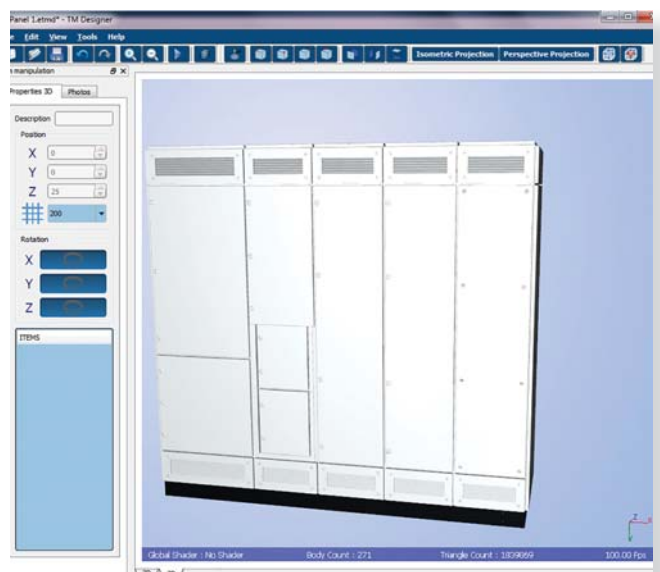 Panel 1.etmd* - TM Designer
Edit View Tools Help
Isometric Projection Perspective Projection
manipulation
Properties 3D Photos
Description
Position
X 0
Y 0
Z 25
200
Rotation
X
Y
Z
ITEMS
Z
Global Shader : No Shader Body Count : 271 Triangle Count : 1809069 100.00 Fps